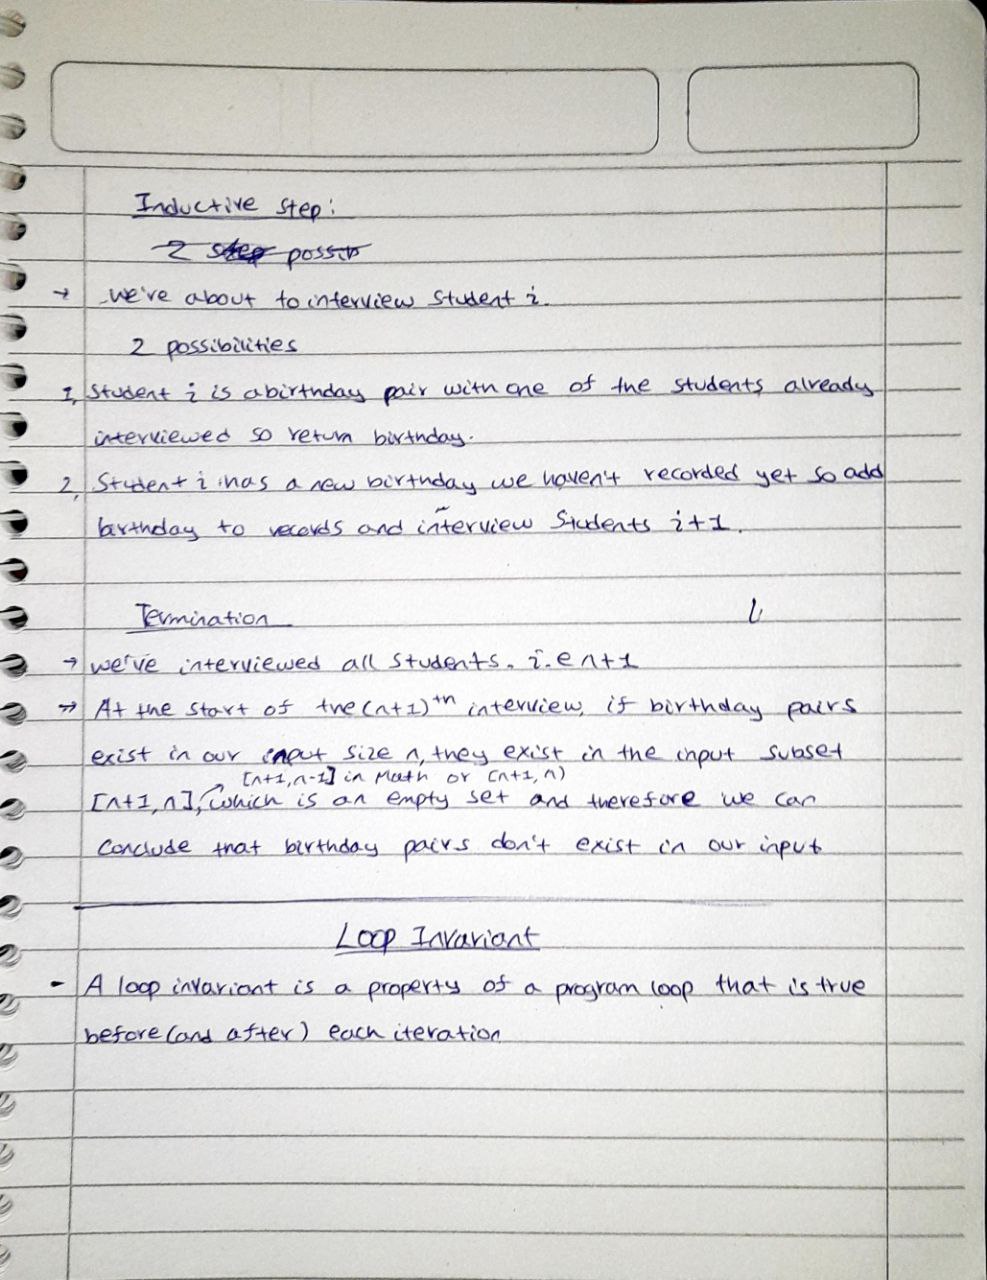 Inductive step:
2 step possib
→ we've about to interview student i.
2 possibilities
1, Student i is a birthday pair with one of the students already
interviewed so return birthday.
2, Student i has a new birthday we haven't recorded yet so add
birthday to records and interview Students i+1.
Termination
→ we've interviewed all students. i.e n+1
→ At the start of the (n+1)th interview, if birthday pairs
exist in our input size n, they exist in the input subset
[n+1,n-1] in Math or [n+1,n)
[n+1,n], which is an empty set and therefore we can
conclude that birthday pairs don't exist in our input
Loop Invariant
- A loop invariant is a property of a program loop that is true
before (and after) each iteration